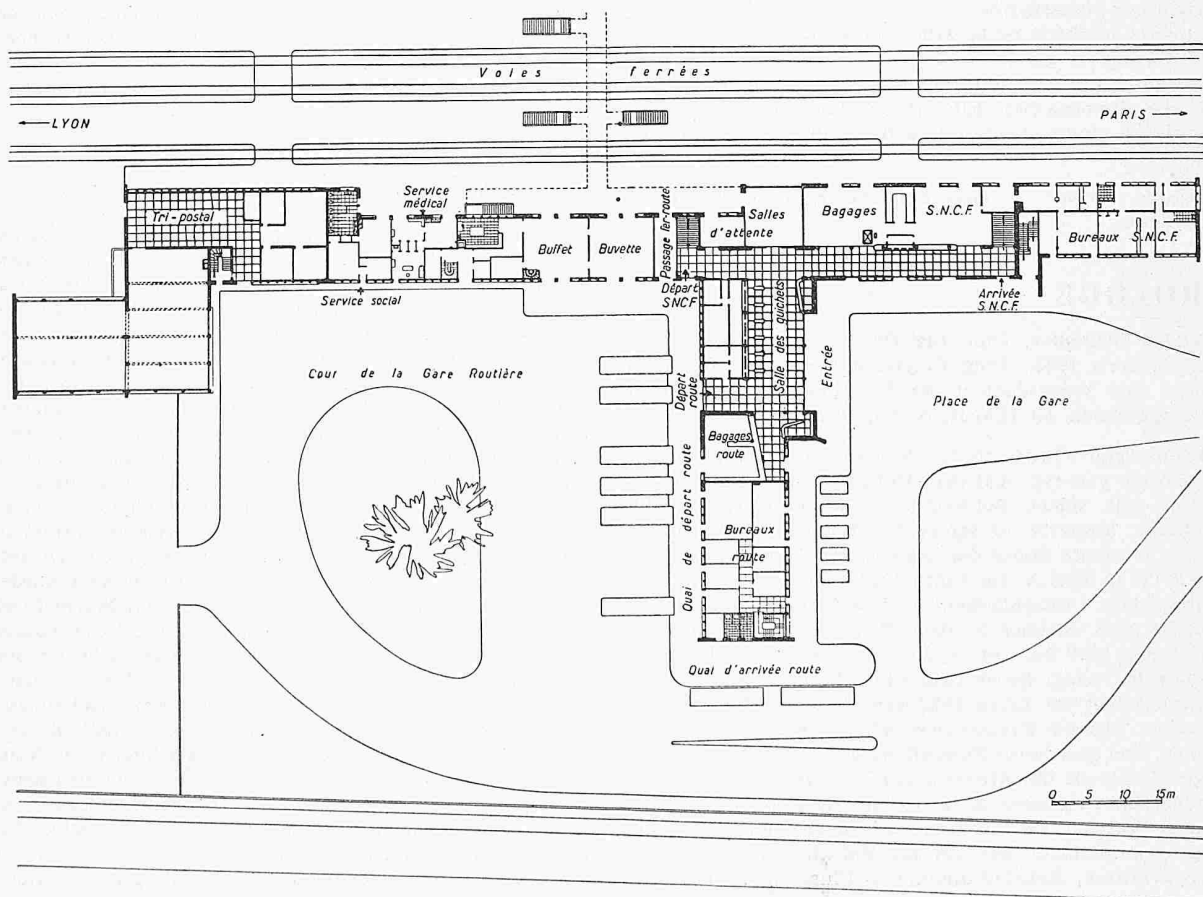 Voies ferrées
← LYON
PARIS →
Tri-postal
Service
médical
Buffet
Buvette
Passage fer-route
Salles
d'attente
Bagages
S.N.C.F.
Bureaux S.N.C.F.
Service social
Départ
SNCF
Arrivée
S.N.C.F.
Salle des guichets
Entrée
Cour de la Gare Routière
Départ
route
Place de la Gare
Bagages
route
Quai de départ route
Bureaux
route
Quai d'arrivée route
0 5 10 15m